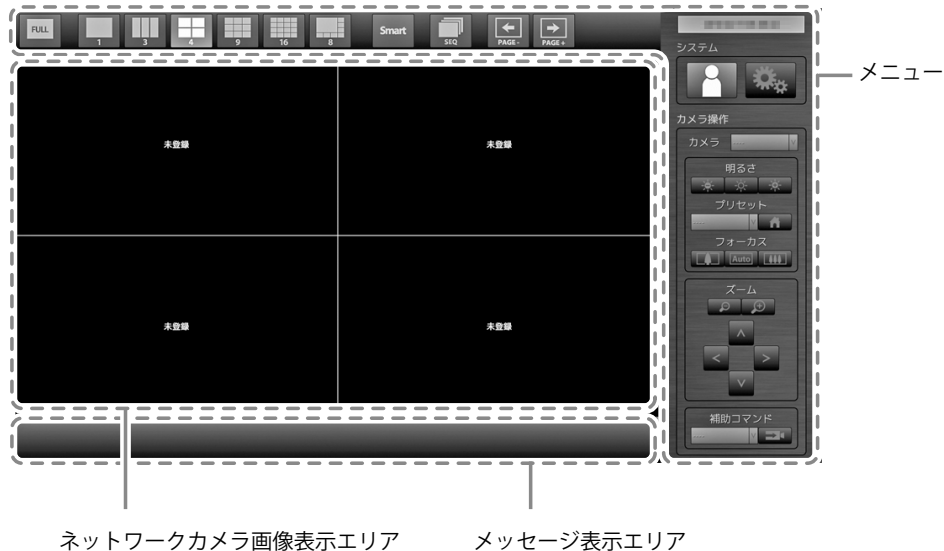 FULL
1
3
4
9
16
8
Smart
SEQ
PAGE-
PAGE+
システム
メニュー
カメラ操作
カメラ
未登録
未登録
明るさ
プリセット
フォーカス
Auto
ズーム
未登録
未登録
補助コマンド
ネットワークカメラ画像表示エリア
メッセージ表示エリア